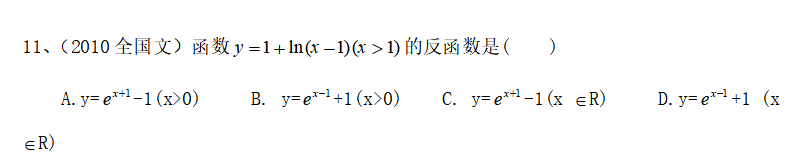 11、（2010 全国文）函数 $y=1+\ln(x-1)(x>1)$ 的反函数是(　　)
A.y=$e^{x+1}$-1(x>0)　　B. y=$e^{x-1}$+1(x>0)　　C. y=$e^{x+1}$-1(x ∈R)　　D.y=$e^{x-1}$+1 (x
∈R)